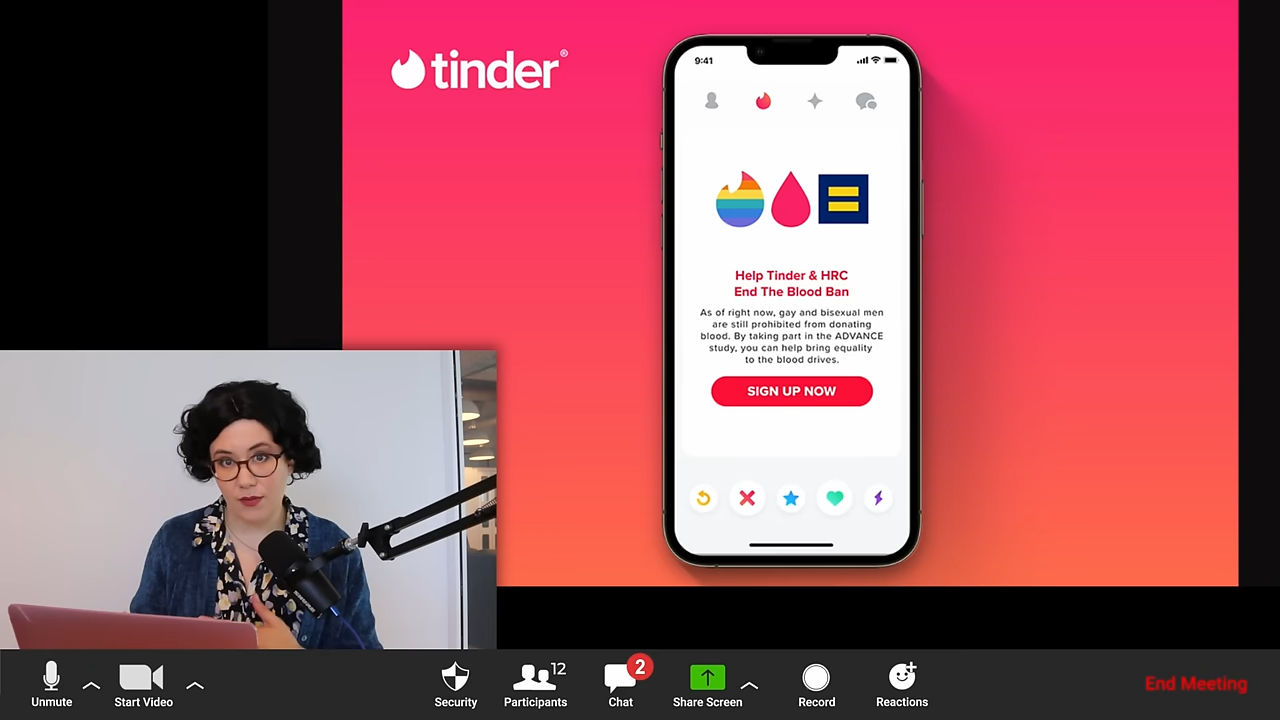 tinder®
9:41
Help Tinder & HRC
End The Blood Ban
As of right now, gay and bisexual men
are still prohibited from donating
blood. By taking part in the ADVANCE
study, you can help bring equality
to the blood drives.
SIGN UP NOW
Unmute
Start Video
Security
12
Participants
2
Chat
Share Screen
Record
Reactions
End Meeting